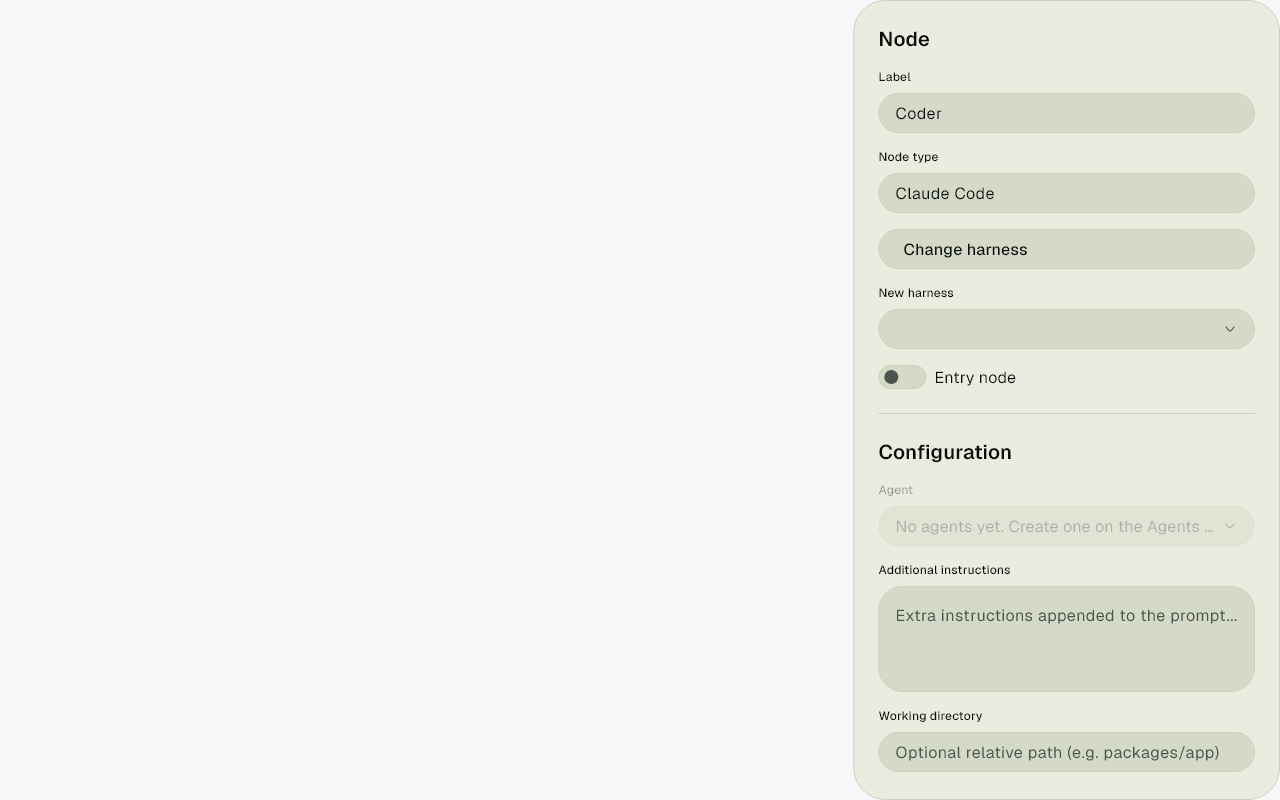 Node
Label
Coder
Node type
Claude Code
Change harness
New harness
Entry node
Configuration
Agent
No agents yet. Create one on the Agents ...
Additional instructions
Extra instructions appended to the prompt...
Working directory
Optional relative path (e.g. packages/app)